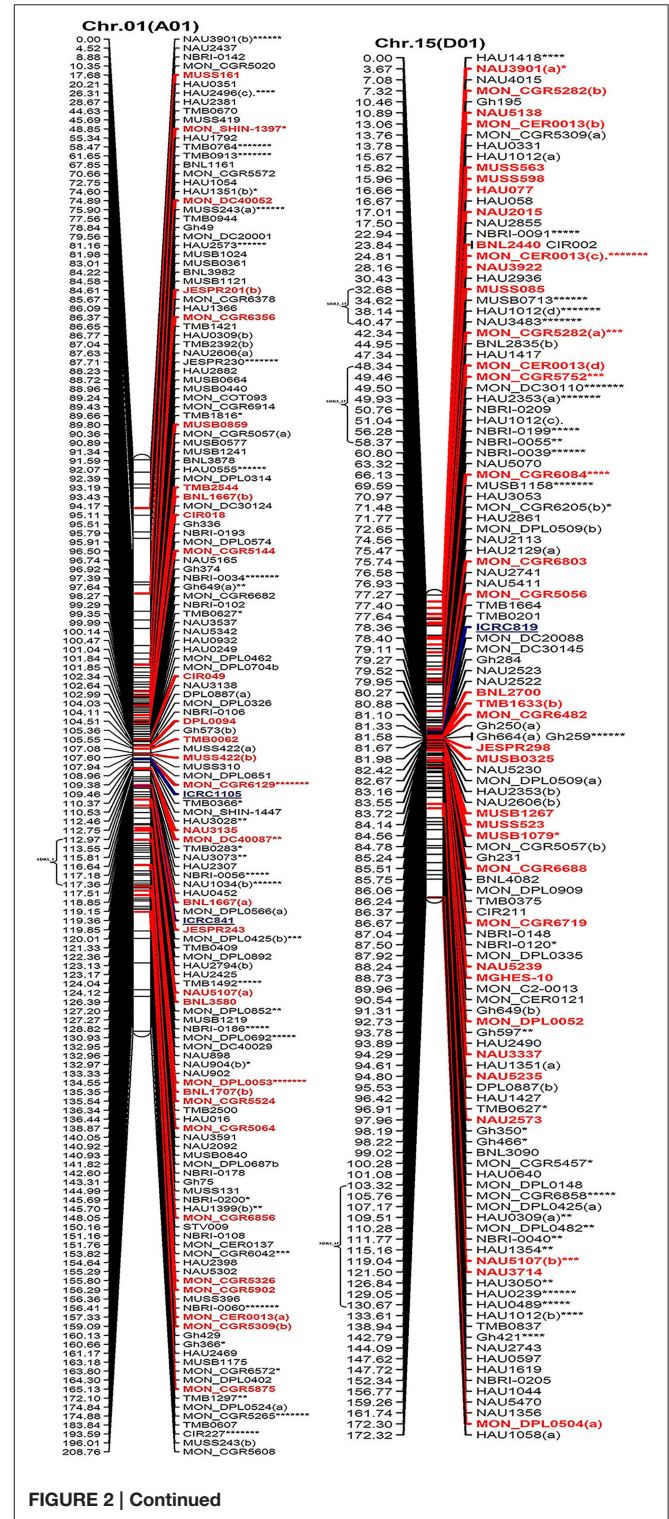 Chr.01(A01)
0.00 NAU3901(b)******
4.52 NAU2437
8.88 NBRI-0142
10.35 MON_CGR5020
17.68 MUSS161
20.21 HAU0351
26.31 HAU2496(c).****
28.67 HAU2381
44.63 TMB0670
45.69 MUSS419
48.85 MON_SHIN-1397*
55.34 HAU1792
58.47 TMB0764*******
61.65 TMB0913*******
67.85 BNL1161
70.66 MON_CGR5572
72.75 HAU1054
74.60 HAU1351(b)*
74.89 MON_DC40052
75.90 MUSS243(a)******
77.56 TMB0944
78.84 Gh49
79.56 MON_DC20001
81.16 HAU2573******
81.98 MUSB1024
83.01 MUSB0361
84.22 BNL3982
84.58 MUSB1121
84.61 JESPR201(b)
85.67 MON_CGR6378
86.09 HAU1366
86.37 MON_CGR6356
86.65 TMB1421
86.77 HAU0309(b)
87.04 TMB2392(b)
87.63 NAU2606(a)
87.71 JESPR230*******
88.23 HAU2882
88.72 MUSB0664
88.96 MUSB0440
89.24 MON_COT093
89.43 MON_CGR6914
89.66 TMB1816*
89.80 MUSB0859
90.36 MON_CGR5057(a)
90.89 MUSB0577
91.34 MUSB1241
91.59 BNL3878
92.07 HAU0555******
92.39 MON_DPL0314
93.19 TMB2544
93.43 BNL1667(b)
94.17 MON_DC30124
95.11 CIR018
95.51 Gh336
95.79 NBRI-0193
95.91 MON_DPL0574
96.50 MON_CGR5144
96.74 NAU5165
96.92 Gh374
97.39 NBRI-0034*******
97.64 Gh649(a)**
98.27 MON_CGR6682
99.29 NBRI-0102
99.35 TMB0627*
99.99 NAU3537
100.14 NAU5342
100.47 HAU0932
101.04 HAU0249
101.84 MON_DPL0462
101.85 MON_DPL0704b
102.34 CIR049
102.64 NAU3138
102.99 DPL0887(a)
104.03 MON_DPL0326
104.11 NBRI-0106
104.51 DPL0094
105.36 Gh573(b)
105.55 TMB0062
107.08 MUSS422(a)
107.60 MUSS422(b)
107.94 MUSS310
108.96 MON_DPL0651
109.38 MON_CGR6129*******
109.46 ICRC1105
110.37 TMB0366*
110.53 MON_SHIN-1447
112.46 HAU3028**
112.75 NAU3135
112.97 MON_DC40087**
113.55 TMB0283*
115.81 NAU3073**
116.64 HAU2307
117.18 NBRI-0056*****
117.36 NAU1034(b)******
117.51 HAU0452
118.85 BNL1667(a)
119.15 MON_DPL0566(a)
119.36 ICRC841
119.85 JESPR243
120.01 MON_DPL0425(b)***
121.33 TMB0409
122.36 MON_DPL0892
123.13 HAU2794(b)
123.17 HAU2425
124.04 TMB1492*****
124.12 NAU5107(a)
126.39 BNL3580
127.20 MON_DPL0852**
127.27 MUSB1219
128.82 NBRI-0186*****
130.93 MON_DPL0692*****
132.95 MON_DC40029
132.96 NAU898
132.97 NAU904(b)*
133.33 NAU902
134.55 MON_DPL0053*******
135.35 BNL1707(b)
135.54 MON_CGR5524
136.34 TMB2500
136.44 HAU016
138.87 MON_CGR5064
140.05 NAU3591
140.92 NAU2092
140.93 MUSB0840
141.82 MON_DPL0687b
142.60 NBRI-0178
143.31 Gh75
144.99 MUSS131
145.69 NBRI-0200*
145.70 HAU1399(b)**
148.05 MON_CGR6856
150.16 STV009
151.16 NBRI-0108
151.76 MON_CER0137
153.82 MON_CGR6042***
154.64 HAU2398
155.29 NAU5302
155.80 MON_CGR5326
156.29 MON_CGR5902
156.36 MUSS396
156.41 NBRI-0060*******
157.33 MON_CER0013(a)
159.09 MON_CGR5309(b)
160.13 Gh429
160.66 Gh366*
161.17 HAU2469
163.18 MUSB1175
163.80 MON_CGR6572*
164.30 MON_DPL0402
165.13 MON_CGR5875
172.10 TMB1297**
174.84 MON_DPL0524(a)
174.88 MON_CGR5265*******
183.84 TMB0607
193.59 CIR227*******
196.01 MUSS243(b)
208.76 MON_CGR5608
Chr.15(D01)
0.00 HAU1418****
3.67 NAU3901(a)*
7.08 NAU4015
7.32 MON_CGR5282(b)
10.46 Gh195
10.89 NAU5138
13.06 MON_CER0013(b)
13.76 MON_CGR5309(a)
13.78 HAU0331
15.67 HAU1012(a)
15.82 MUSS563
15.96 MUSS598
16.66 HAU077
16.67 HAU058
17.01 NAU2015
17.50 NAU2855
22.94 NBRI-0091*****
23.84 BNL2440 CIR002
24.81 MON_CER0013(c).*******
28.16 NAU3922
30.43 HAU2936
32.68 MUSS085
34.62 MUSB0713******
38.14 HAU1012(d)*******
40.47 NAU3483*******
42.34 MON_CGR5282(a)***
44.95 BNL2835(b)
47.34 HAU1417
48.34 MON_CER0013(d)
49.46 MON_CGR5752***
49.50 MON_DC30110*******
49.93 HAU2353(a)*******
50.76 NBRI-0209
51.04 HAU1012(c).
56.28 NBRI-0199*****
58.37 NBRI-0055**
60.80 NBRI-0039******
63.32 NAU5070
66.13 MON_CGR6084****
69.59 MUSB1158*******
70.97 HAU3053
71.48 MON_CGR6205(b)*
71.77 HAU2861
72.65 MON_DPL0509(b)
74.56 NAU2113
75.47 HAU2129(a)
75.74 MON_CGR6803
76.58 NAU2741
76.93 NAU5411
77.27 MON_CGR5056
77.40 TMB1664
77.64 TMB0201
78.36 ICRC819
78.40 MON_DC20088
79.11 MON_DC30145
79.27 Gh284
79.52 NAU2523
79.95 NAU2522
80.27 BNL2700
80.88 TMB1633(b)
81.10 MON_CGR6482
81.33 Gh250(a)
81.58 Gh664(a) Gh259******
81.67 JESPR298
81.98 MUSB0325
82.42 NAU5230
82.67 MON_DPL0509(a)
83.16 HAU2353(b)
83.55 NAU2606(b)
83.72 MUSB1267
84.14 MUSS523
84.56 MUSB1079*
84.78 MON_CGR5057(b)
85.24 Gh231
85.51 MON_CGR6688
85.75 BNL4082
86.06 MON_DPL0909
86.24 TMB0375
86.37 CIR211
86.67 MON_CGR6719
87.04 NBRI-0148
87.50 NBRI-0120*
87.92 MON_DPL0335
88.24 NAU5239
88.73 MGHES-10
89.96 MON_C2-0013
90.54 MON_CER0121
91.31 Gh649(b)
92.73 MON_DPL0052
93.78 Gh597**
93.89 HAU2490
94.29 NAU3337
94.61 HAU1351(a)
94.80 NAU5235
95.53 DPL0887(b)
96.42 HAU1427
96.91 TMB0627*
97.96 NAU2573
98.19 Gh350*
98.22 Gh466*
99.02 BNL3090
100.28 MON_CGR5457*
101.08 HAU0640
103.32 MON_DPL0148
105.76 MON_CGR6858*****
107.17 MON_DPL0425(a)
109.51 HAU0309(a)**
110.28 MON_DPL0482**
111.77 NBRI-0040**
115.16 HAU1354**
119.04 NAU5107(b)***
121.50 NAU3714
126.84 HAU3050**
129.05 HAU0239******
130.67 HAU0489*****
133.61 HAU1012(b)****
138.94 TMB0837
142.79 Gh421****
144.09 NAU2743
147.62 HAU0597
147.72 HAU1619
152.34 NBRI-0205
156.77 HAU1044
159.26 NAU5470
161.74 NAU1356
172.30 MON_DPL0504(a)
172.32 HAU1058(a)
FIGURE 2 | Continued